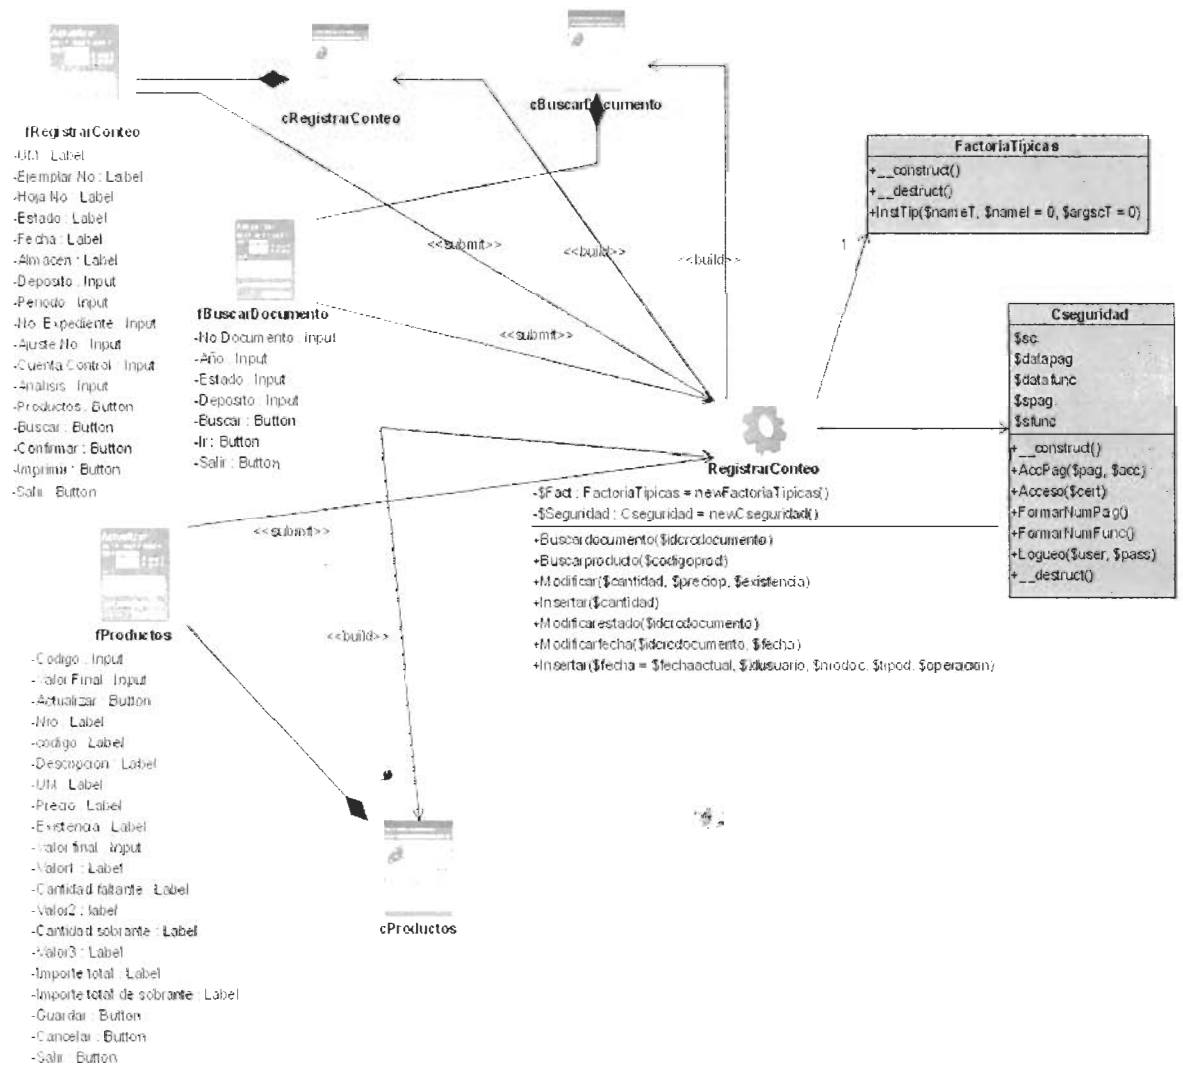 cRegistrarConteo
cBuscarDocumento
fRegistrarConteo
-UM : Label
-Ejemplar No : Label
-Hoja No : Label
-Estado : Label
-Fecha : Label
-Almacen : Label
-Deposito : Input
-Periodo : Input
-No. Expediente : Input
-Ajuste No : Input
-Cuenta Control : Input
-Analisis : Input
-Productos : Button
-Buscar : Button
-Confirmar : Button
-Imprimir : Button
-Salir : Button
fBuscarDocumento
-No Documento : input
-Año : Input
-Estado : Input
-Deposito : Input
-Buscar : Button
-Ir : Button
-Salir : Button
<<submit>>
<<build>>
<<build>>
<<submit>>
FactoriaTipicas
+__construct()
+__destruct()
+InstTip($nameT, $nameI = 0, $argscT = 0)
1
Cseguridad
$sc
$datapag
$datafunc
$spag
$sfunc
+__construct()
+AccPag($pag, $acc)
+Acceso($cert)
+FormarNumPag()
+FormarNumFunc()
+Logueo($user, $pass)
+__destruct()
RegistrarConteo
-$Fact : FactoriaTipicas = newFactoriaTipicas()
-$Seguridad : Cseguridad = newCseguridad()
+Buscardocumento($idcrodocumento)
+Buscarproducto($codigoprod)
+Modificar($cantidad, $preciop, $existencia)
+Insertar($cantidad)
+Modificarestado($idcrodocumento)
+Modificarfecha($idcrodocumento, $fecha)
+Insertar($fecha = $fechaactual, $idusuario, $nrodoc, $tipod, $operacion)
<<submit>>
<<build>>
Actualizar
fProductos
-Codigo : Input
-Valor Final : Input
-Actualizar : Button
-Nro : Label
-codigo : Label
-Descripcion : Label
-UM : Label
-Precio : Label
-Existencia : Label
-Valor final : Input
-Valor1 : Label
-Cantidad faltante : Label
-Valor2 : label
-Cantidad sobrante : Label
-Valor3 : Label
-Importe total : Label
-Importe total de sobrante : Label
-Guardar : Button
-Cancelar : Button
-Salir : Button
cProductos